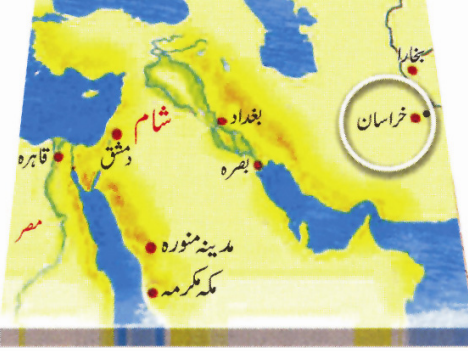 بخارا
خراسان
بغداد
شام
دمشق
قاہرہ
بصرہ
مصر
مدینہ منورہ
مکہ مکرمہ